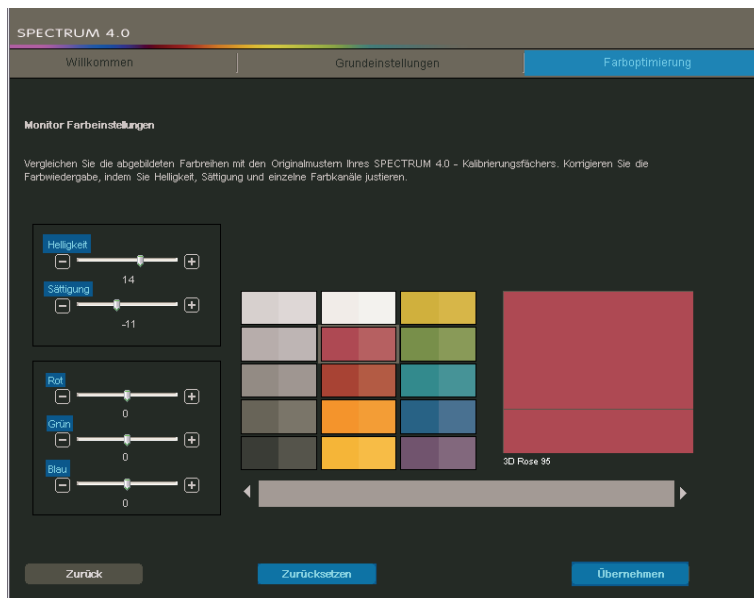 SPECTRUM 4.0
Willkommen
Grundeinstellungen
Farboptimierung
Monitor Farbeinstellungen
Vergleichen Sie die abgebildeten Farbreihen mit den Originalmustern Ihres SPECTRUM 4.0 - Kalibrierungsfächers. Korrigieren Sie die
Farbwiedergabe, indem Sie Helligkeit, Sättigung und einzelne Farbkanäle justieren.
Helligkeit
14
Sättigung
-11
Rot
0
Grün
0
Blau
0
3D Rose 95
Zurück
Zurücksetzen
Übernehmen